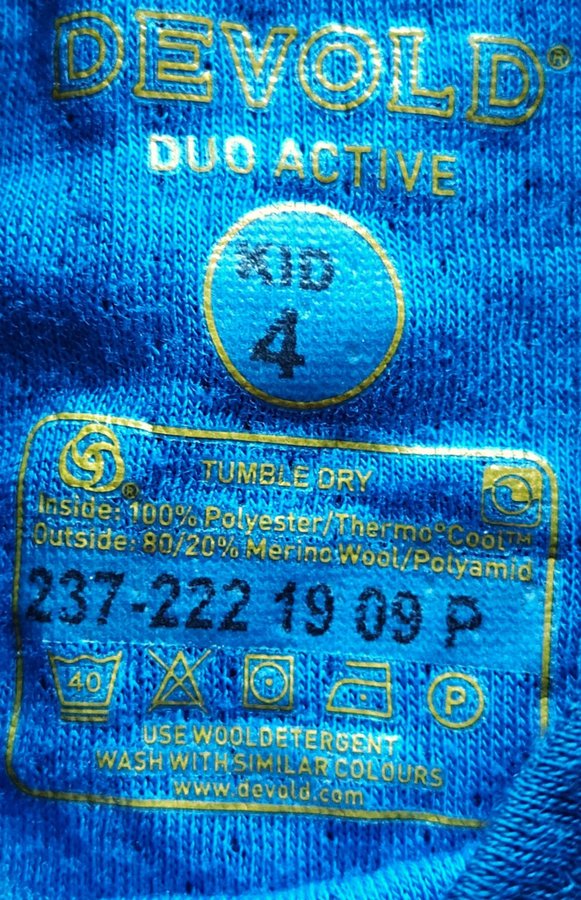 DEVOLD®
DUO ACTIVE
KID
4
TUMBLE DRY
Inside: 100% Polyester/Thermo°Cool™
Outside: 80/20% Merino Wool/Polyamid
237-222 19 09 P
40
P
USE WOOLDETERGENT
WASH WITH SIMILAR COLOURS
www.devold.com